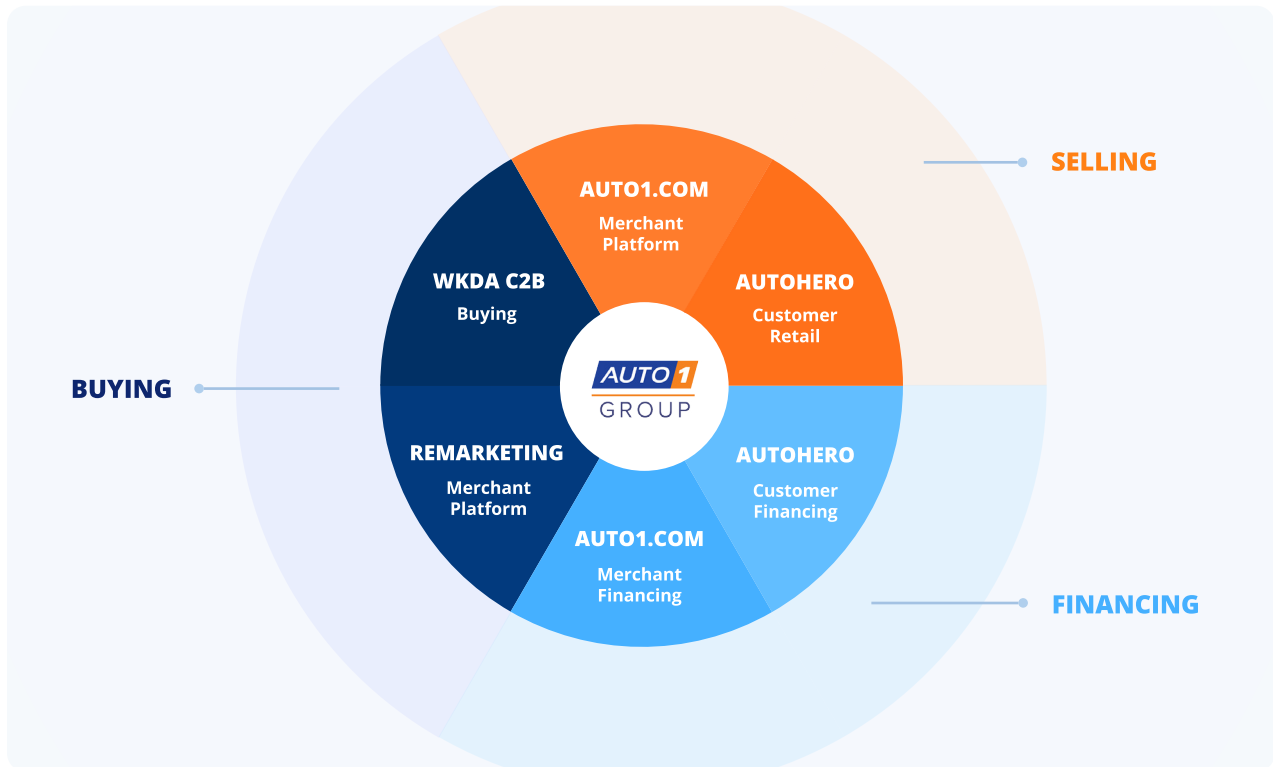 SELLING
AUTO1.COM
Merchant
Platform
AUTOHERO
Customer
Retail
WKDA C2B
Buying
AUTO1
GROUP
BUYING
REMARKETING
Merchant
Platform
AUTOHERO
Customer
Financing
AUTO1.COM
Merchant
Financing
FINANCING